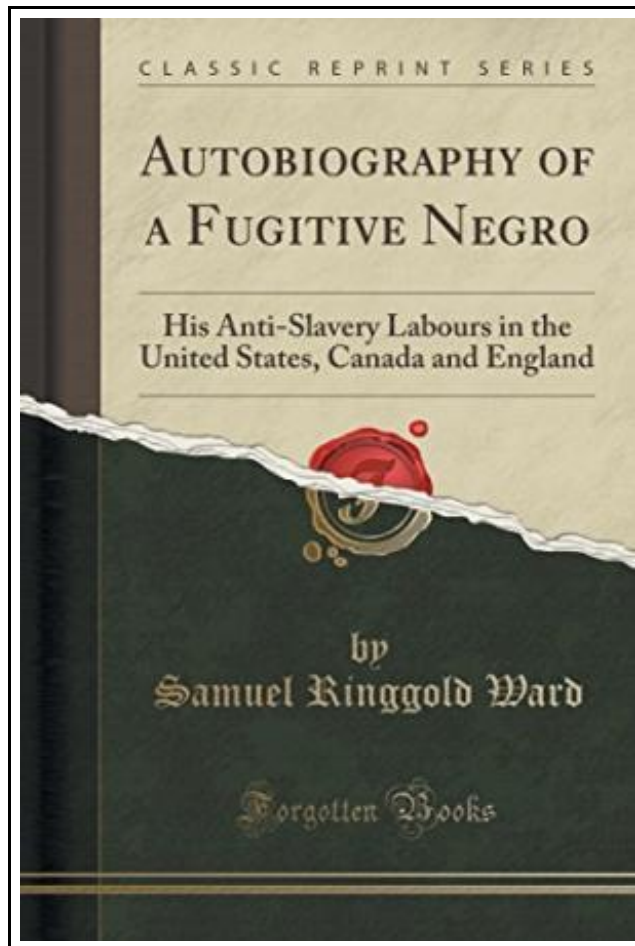 CLASSIC REPRINT SERIES
AUTOBIOGRAPHY OF
A FUGITIVE NEGRO
His Anti-Slavery Labours in the
United States, Canada and England
F
by
Samuel Ringgold Ward
Forgotten Books